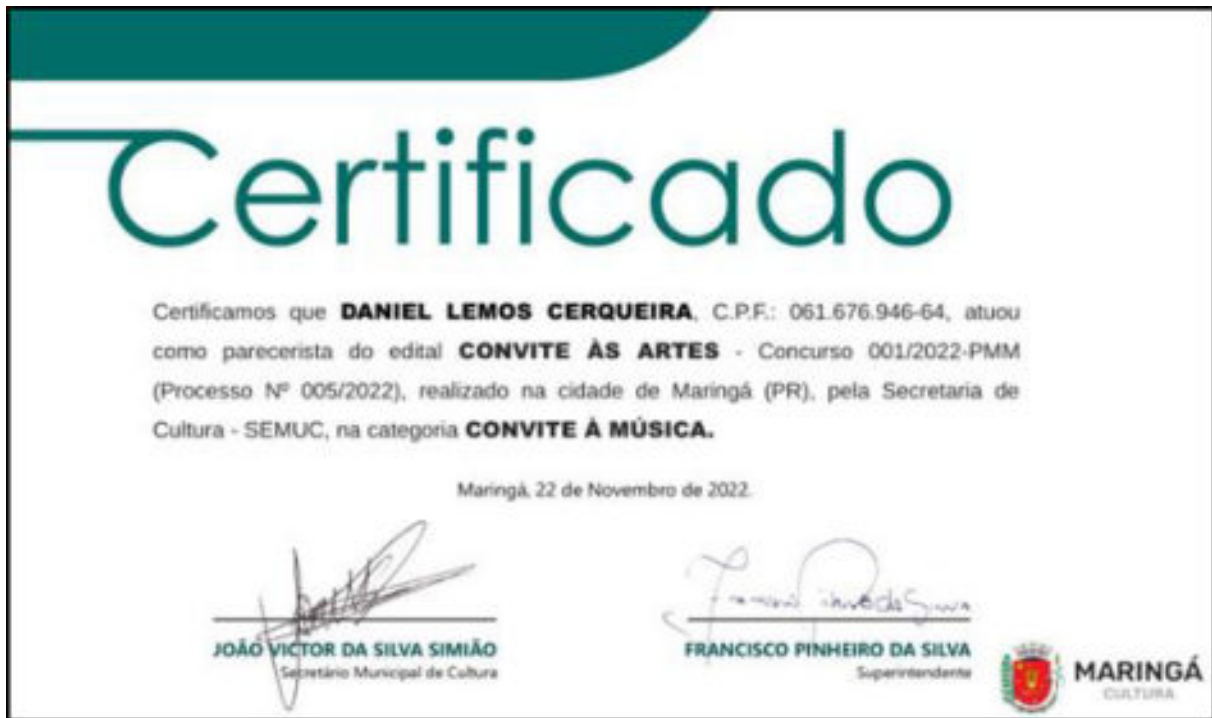 Certificado
Certificamos que DANIEL LEMOS CERQUEIRA, C.P.F.: 061.676.946-64, atuou
como parecerista do edital CONVITE ÀS ARTES - Concurso 001/2022-PMM
(Processo Nº 005/2022), realizado na cidade de Maringá (PR), pela Secretaria de
Cultura - SEMUC, na categoria CONVITE À MÚSICA.
Maringá, 22 de Novembro de 2022.
JOÃO VICTOR DA SILVA SIMIÃO
Secretário Municipal de Cultura
FRANCISCO PINHEIRO DA SILVA
Superintendente
MARINGÁ
CULTURA